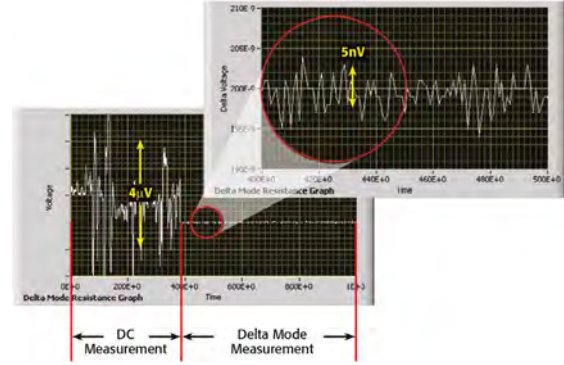 210E-9
205E-9
200E-9
195E-9
190E-9
Delta Voltage
5nV
400E+0 420E+0 440E+0 460E+0 480E+0 500E+0
Delta Mode Resistance Graph Time
Voltage
4μV
0E+0 200E+0 400E+0 600E+0 800E+0 1E+3
Delta Mode Resistance Graph Time
DC
Measurement
Delta Mode
Measurement